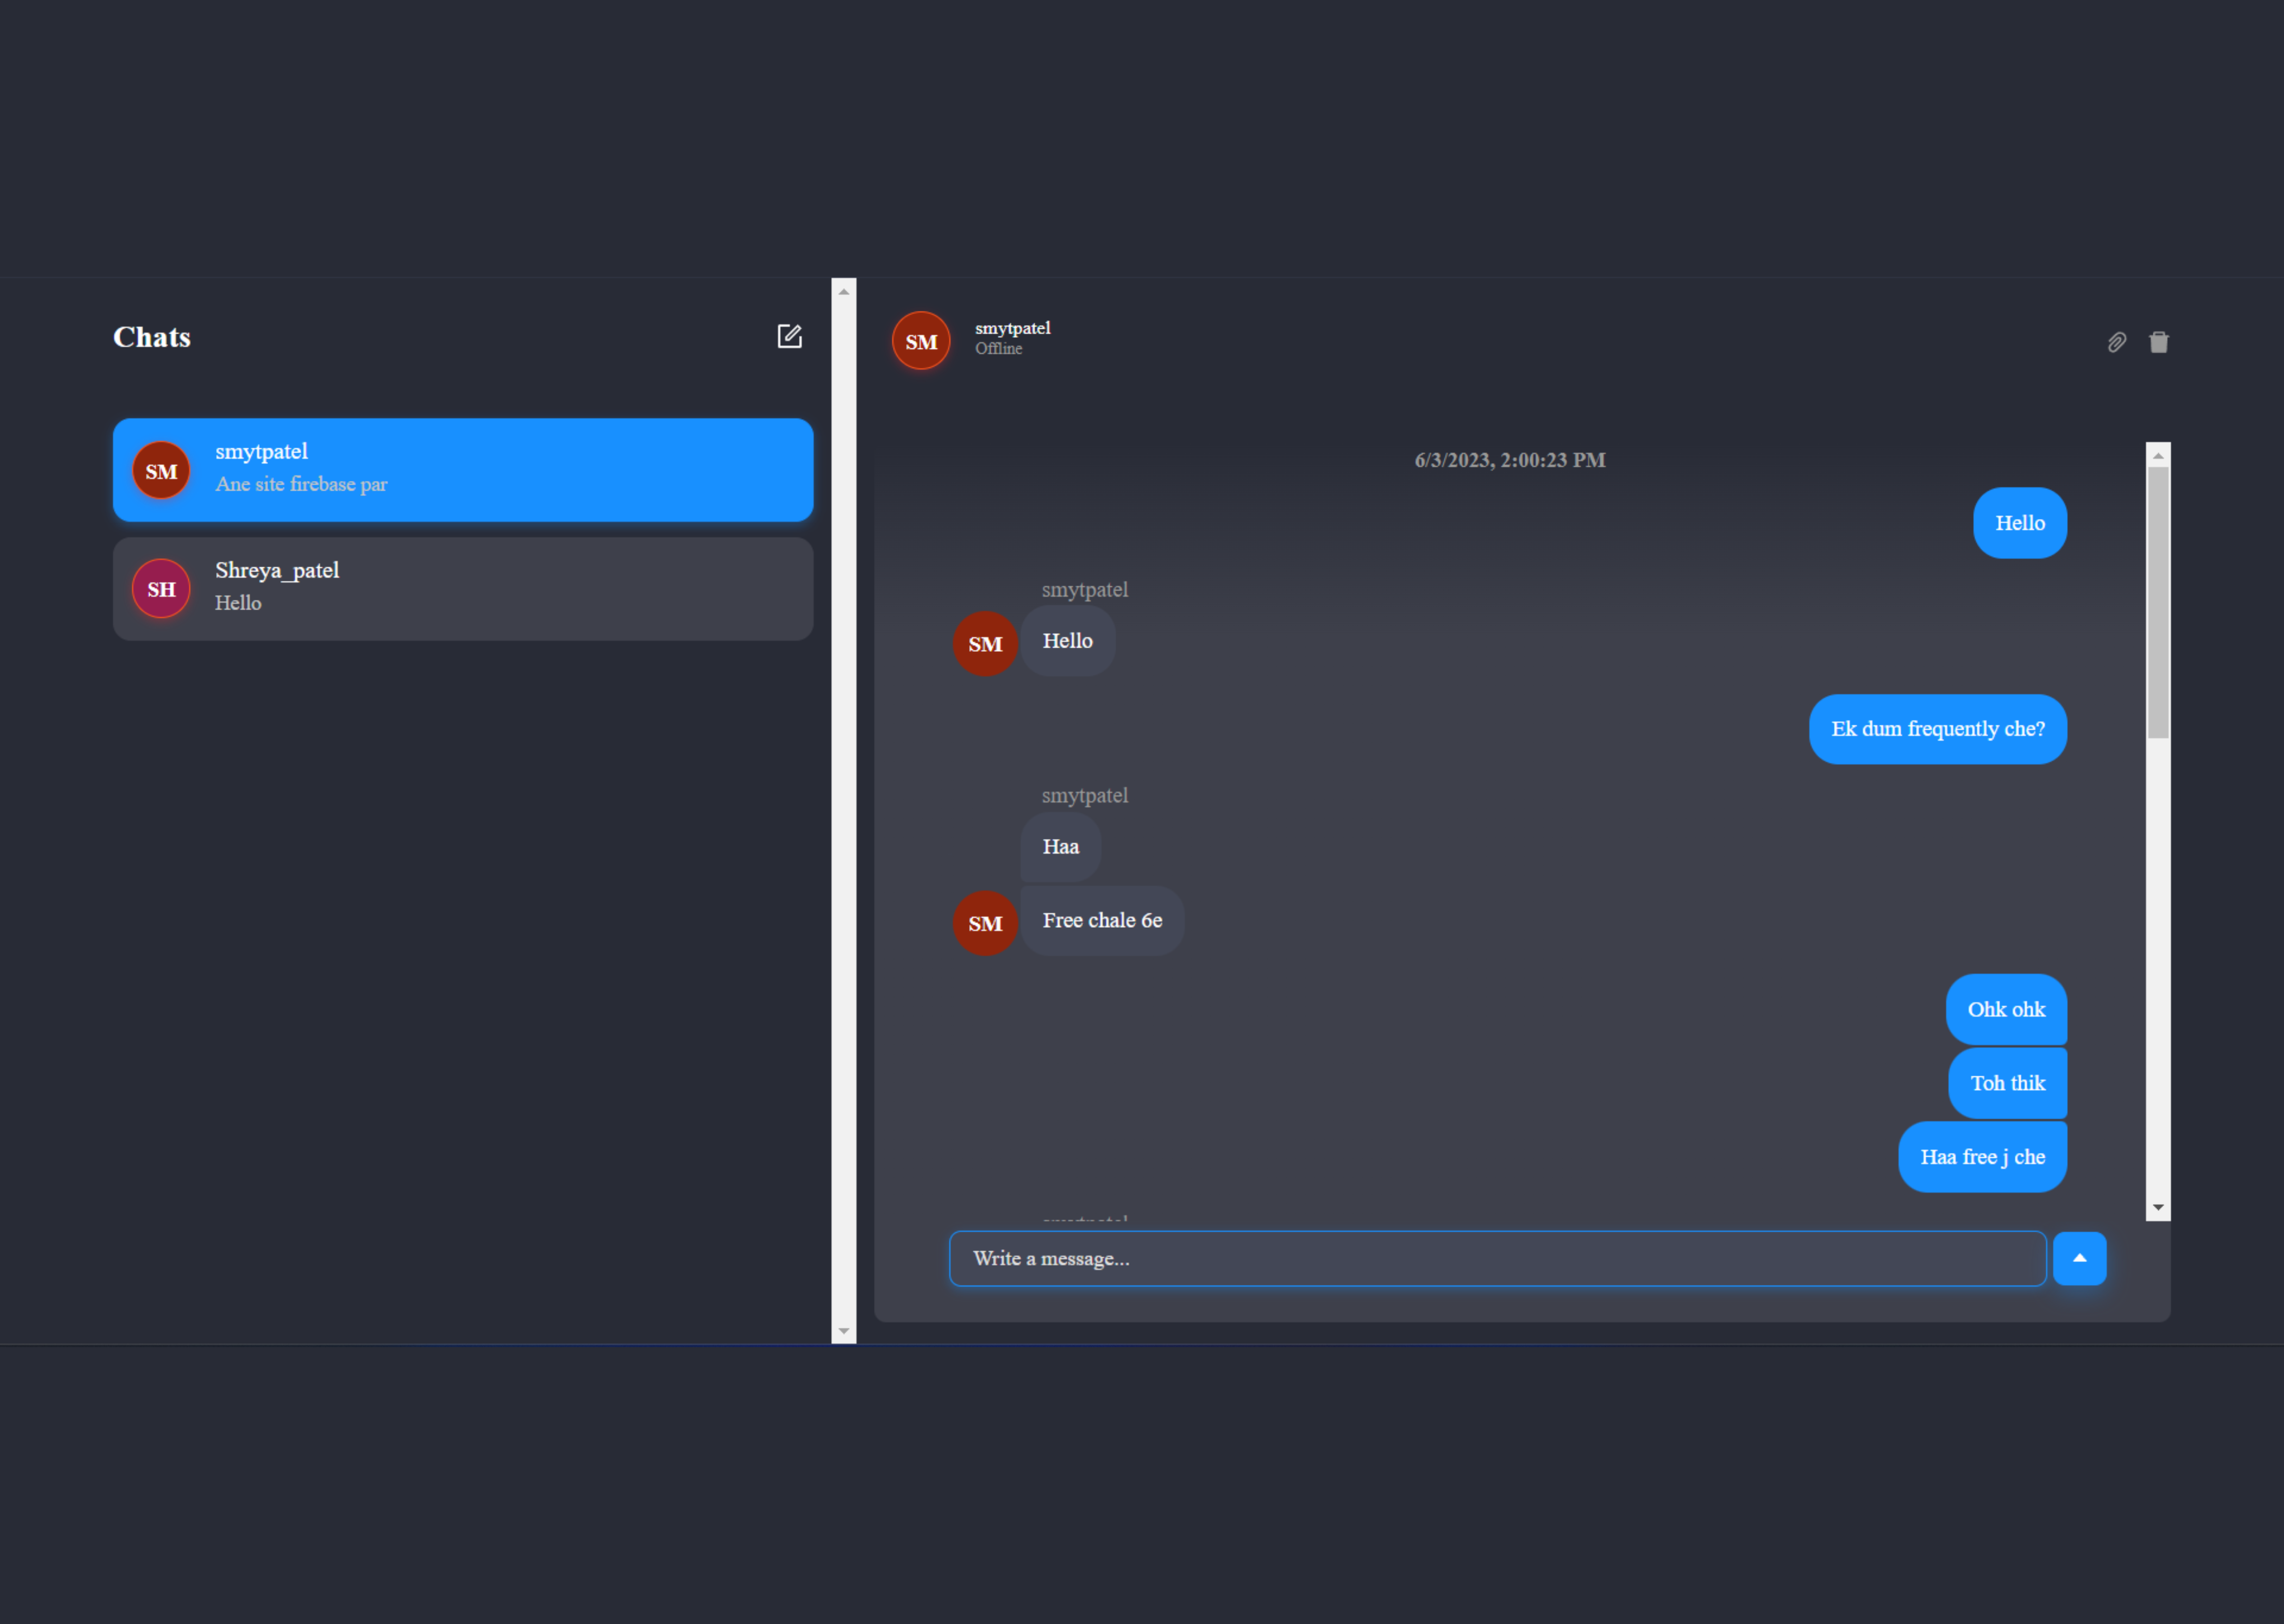 Chats
SM
smytpatel
Ane site firebase par
SH
Shreya_patel
Hello
SM
smytpatel
Offline
6/3/2023, 2:00:23 PM
Hello
smytpatel
SM
Hello
Ek dum frequently che?
smytpatel
Haa
SM
Free chale 6e
Ohk ohk
Toh thik
Haa free j che
Write a message...